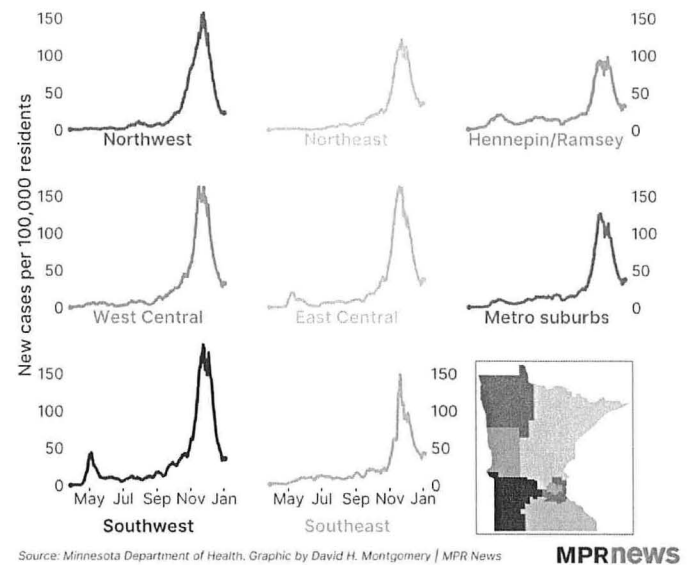 New cases per 100,000 residents
150
100
50
0
Northwest
Northeast
150
100
50
0
Hennepin/Ramsey
150
100
50
0
West Central
East Central
150
100
50
0
Metro suburbs
150
100
50
0
May Jul Sep Nov Jan
Southwest
150
100
50
0
May Jul Sep Nov Jan
Southeast
Source: Minnesota Department of Health. Graphic by David H. Montgomery | MPR News
MPRnews